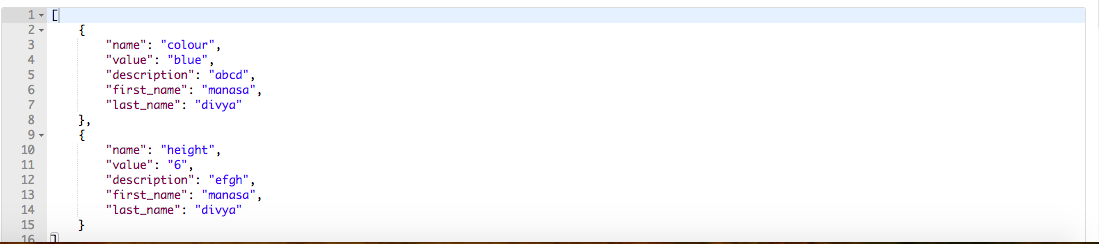 1 [
2 {
3 "name": "colour",
4 "value": "blue",
5 "description": "abcd",
6 "first_name": "manasa",
7 "last_name": "divya"
8 },
9 {
10 "name": "height",
11 "value": "6",
12 "description": "efgh",
13 "first_name": "manasa",
14 "last_name": "divya"
15 }
16 ]